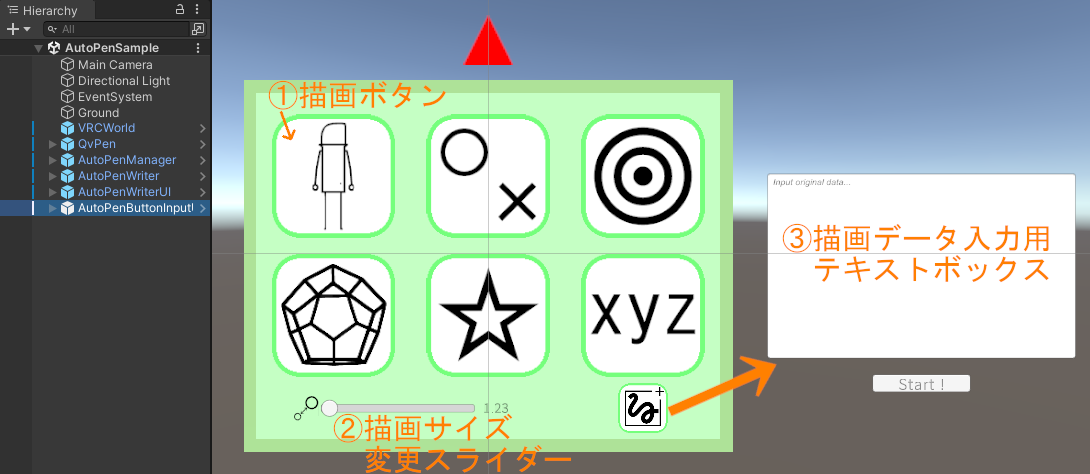 Hierarchy
All
AutoPenSample
Main Camera
Directional Light
EventSystem
Ground
VRCWorld
QvPen
AutoPenManager
AutoPenWriter
AutoPenWriterUI
AutoPenButtonInputU
①描画ボタン
xyz
1.23
②描画サイズ
変更スライダー
Input original data...
③描画データ入力用
テキストボックス
Start !